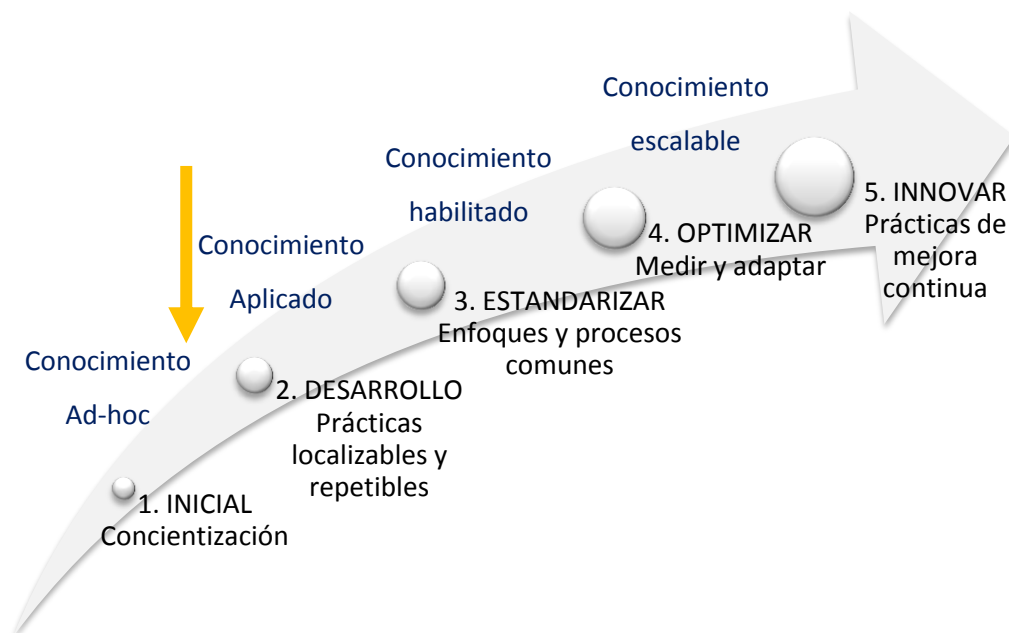 Conocimiento
Ad-hoc
1. INICIAL
Concientización
Conocimiento
Aplicado
2. DESARROLLO
Prácticas
localizables y
repetibles
Conocimiento
habilitado
3. ESTANDARIZAR
Enfoques y procesos
comunes
Conocimiento
escalable
4. OPTIMIZAR
Medir y adaptar
5. INNOVAR
Prácticas de
mejora
continua